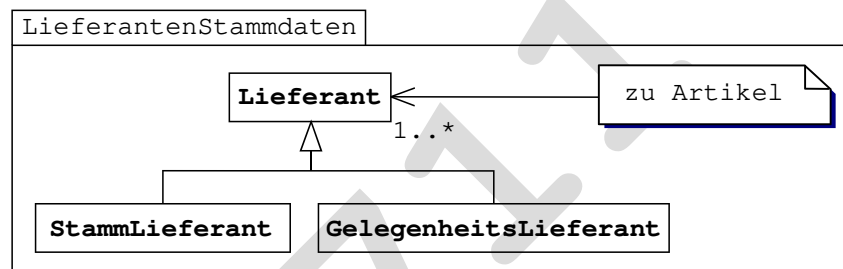 LieferantenStammdaten
Lieferant
zu Artikel
1..*
StammLieferant
GelegenheitsLieferant